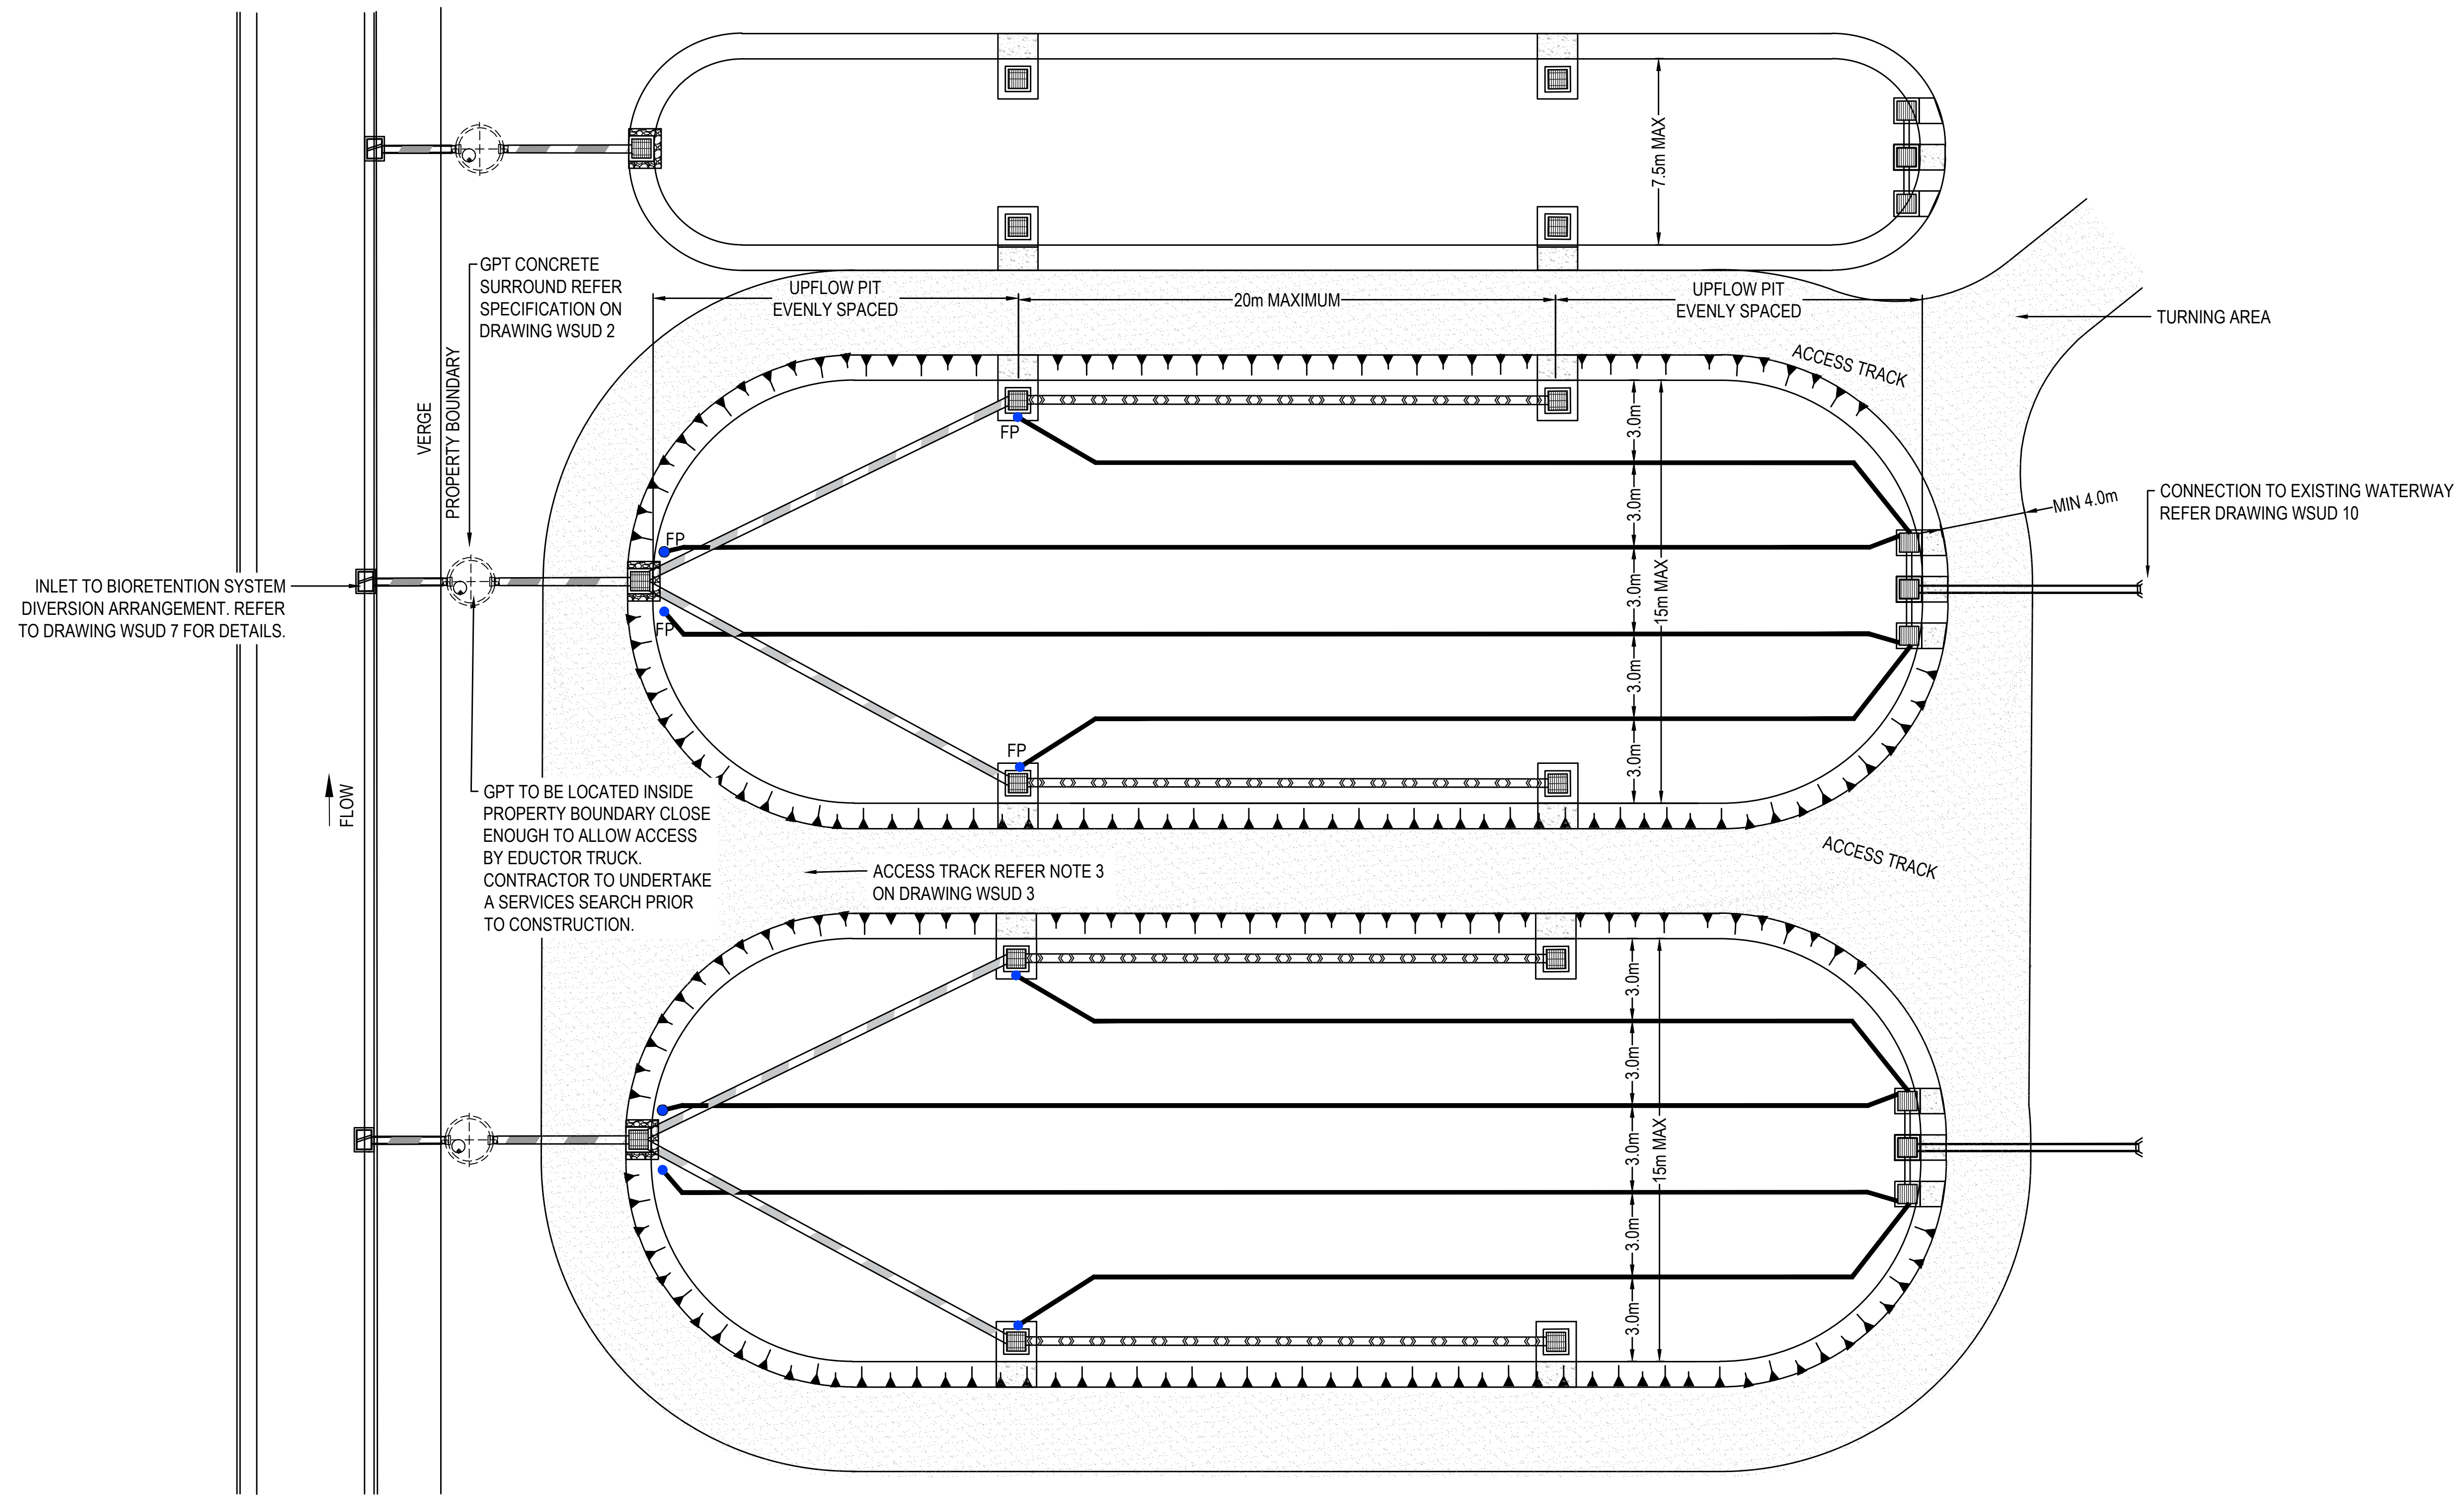 7.5m MAX
GPT CONCRETE
SURROUND REFER
SPECIFICATION ON
DRAWING WSUD 2
UPFLOW PIT
EVENLY SPACED
20m MAXIMUM
UPFLOW PIT
EVENLY SPACED
TURNING AREA
ACCESS TRACK
VERGE
PROPERTY BOUNDARY
FP
3.0m
3.0m
3.0m
3.0m
3.0m
15m MAX
MIN 4.0m
CONNECTION TO EXISTING WATERWAY
REFER DRAWING WSUD 10
FP
FP
INLET TO BIORETENTION SYSTEM
DIVERSION ARRANGEMENT. REFER
TO DRAWING WSUD 7 FOR DETAILS.
FP
FLOW
GPT TO BE LOCATED INSIDE
PROPERTY BOUNDARY CLOSE
ENOUGH TO ALLOW ACCESS
BY EDUCTOR TRUCK.
CONTRACTOR TO UNDERTAKE
A SERVICES SEARCH PRIOR
TO CONSTRUCTION.
ACCESS TRACK REFER NOTE 3
ON DRAWING WSUD 3
ACCESS TRACK
3.0m
3.0m
3.0m
3.0m
3.0m
15m MAX